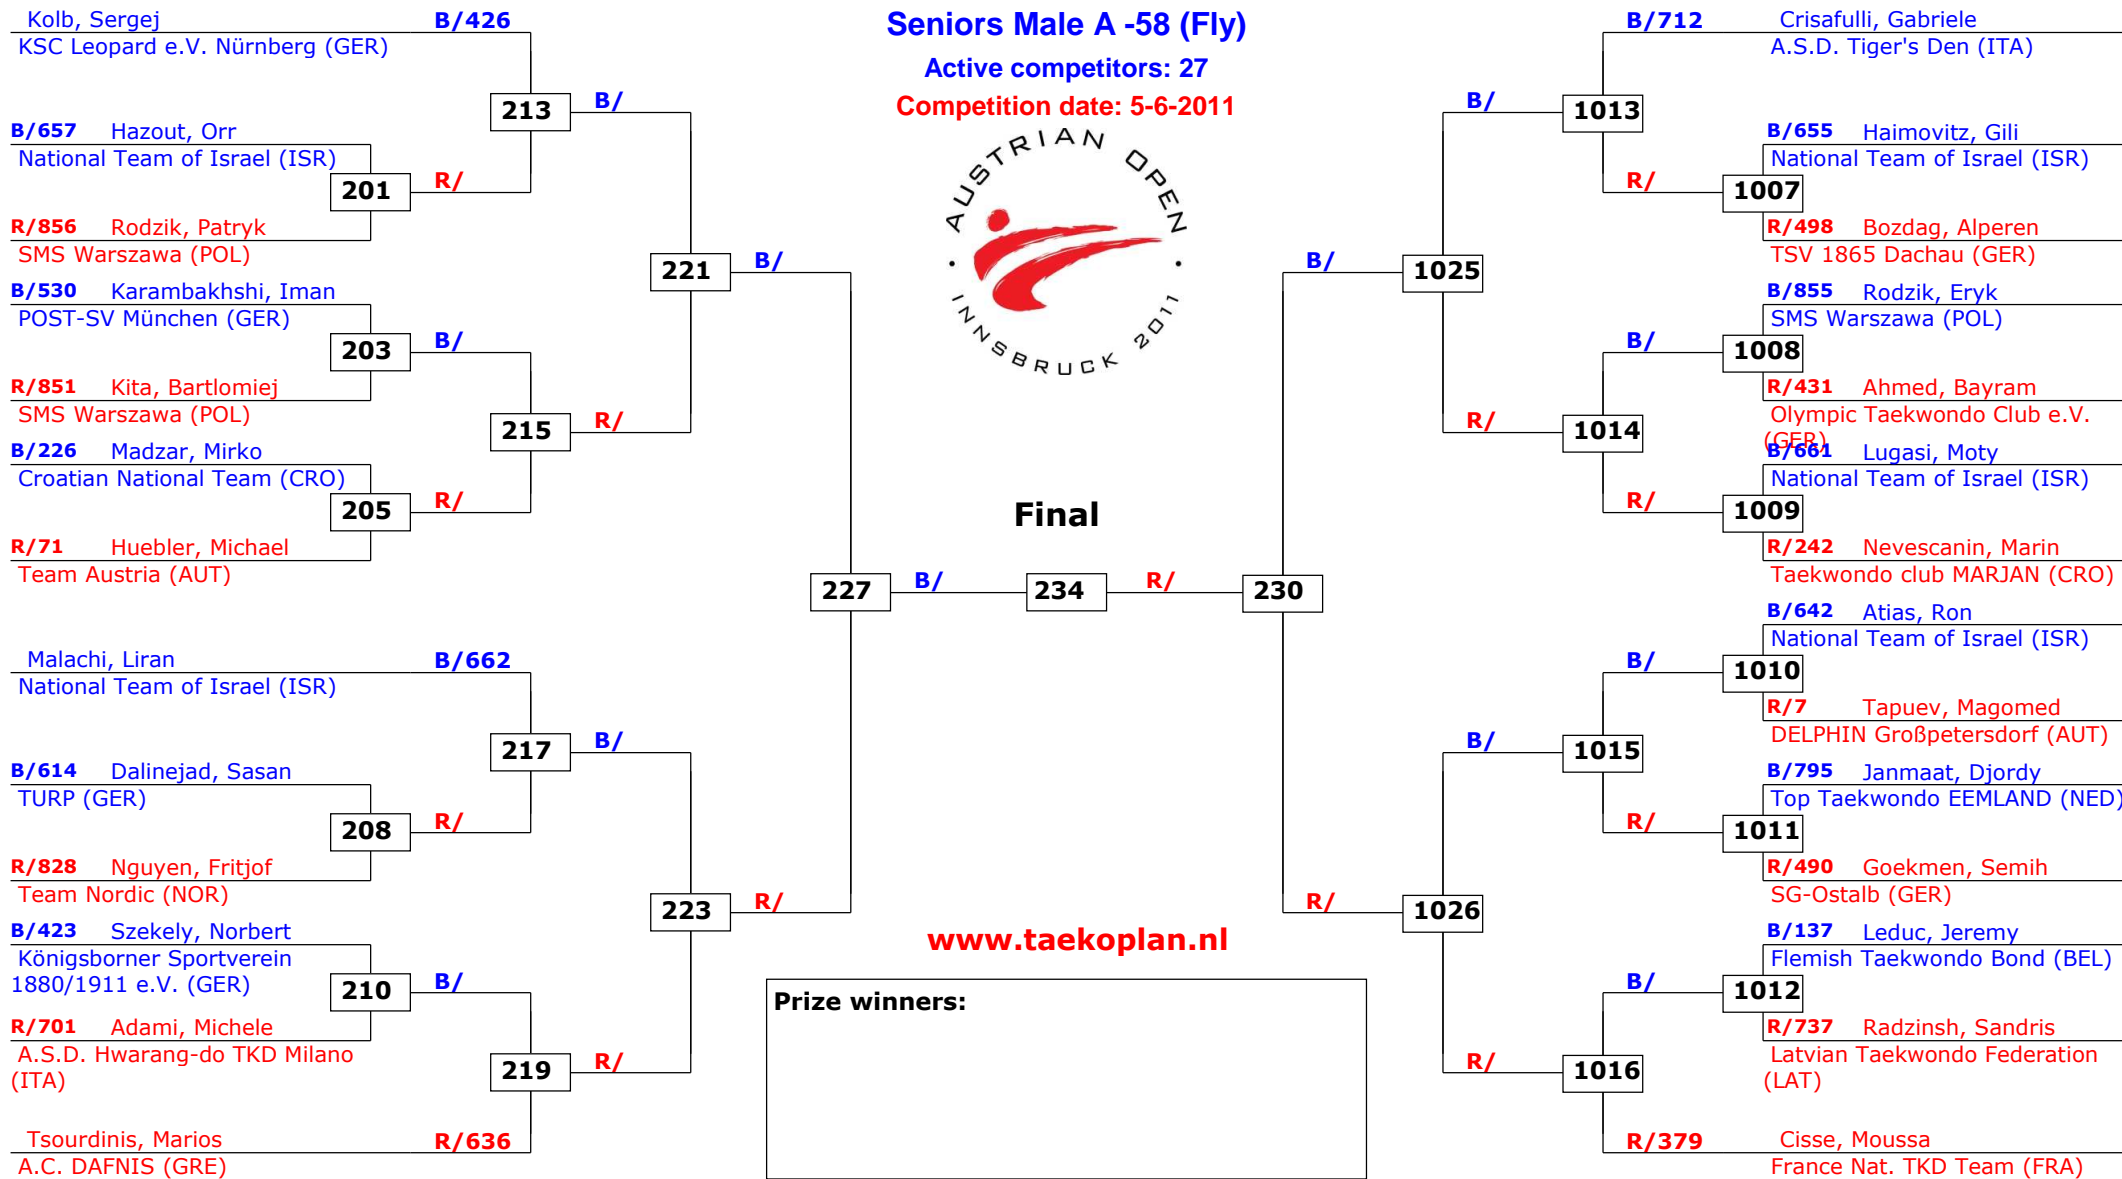 Seniors Male A -58 (Fly)
Active competitors: 27
Competition date: 5-6-2011
AUSTRIAN OPEN
· INNSBRUCK 2011 ·
Kolb, Sergej B/426
KSC Leopard e.V. Nürnberg (GER)
213 B/
B/657 Hazout, Orr
National Team of Israel (ISR)
201 R/
R/856 Rodzik, Patryk
SMS Warszawa (POL)
221 B/
B/530 Karambakhshi, Iman
POST-SV München (GER)
203 B/
R/851 Kita, Bartlomiej
SMS Warszawa (POL)
215 R/
B/226 Madzar, Mirko
Croatian National Team (CRO)
205 R/
R/71 Huebler, Michael
Team Austria (AUT)
Final
227 B/ 234 R/ 230
Malachi, Liran B/662
National Team of Israel (ISR)
217 B/
B/614 Dalinejad, Sasan
TURP (GER)
208 R/
R/828 Nguyen, Fritjof
Team Nordic (NOR)
223 R/
B/423 Szekely, Norbert
Königsborner Sportverein
1880/1911 e.V. (GER)
210 B/
R/701 Adami, Michele
A.S.D. Hwarang-do TKD Milano
(ITA)
219 R/
Tsourdinis, Marios R/636
A.C. DAFNIS (GRE)
B/712 Crisafulli, Gabriele
A.S.D. Tiger's Den (ITA)
B/ 1013
B/655 Haimovitz, Gili
National Team of Israel (ISR)
R/ 1007
R/498 Bozdag, Alperen
TSV 1865 Dachau (GER)
B/ 1025
B/855 Rodzik, Eryk
SMS Warszawa (POL)
B/ 1008
R/431 Ahmed, Bayram
Olympic Taekwondo Club e.V.
(GER)
R/ 1014
B/661 Lugasi, Moty
National Team of Israel (ISR)
R/ 1009
R/242 Nevescanin, Marin
Taekwondo club MARJAN (CRO)
B/642 Atias, Ron
National Team of Israel (ISR)
B/ 1010
R/7 Tapuev, Magomed
DELPHIN Großpetersdorf (AUT)
B/ 1015
B/795 Janmaat, Djordy
Top Taekwondo EEMLAND (NED)
R/ 1011
R/490 Goekmen, Semih
SG-Ostalb (GER)
R/ 1026
B/137 Leduc, Jeremy
Flemish Taekwondo Bond (BEL)
B/ 1012
R/737 Radzinsh, Sandris
Latvian Taekwondo Federation
(LAT)
R/ 1016
R/379 Cisse, Moussa
France Nat. TKD Team (FRA)
www.taekoplan.nl
Prize winners: